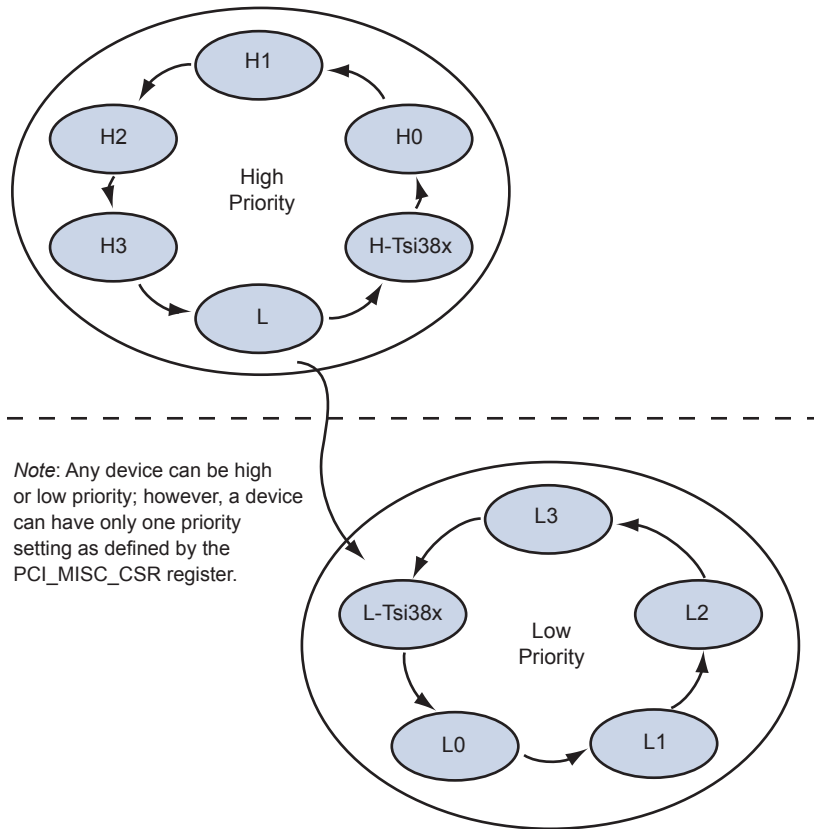 H1
H2
H0
High
Priority
H3
H-Tsi38x
L
Note: Any device can be high
or low priority; however, a device
can have only one priority
setting as defined by the
PCI_MISC_CSR register.
L3
L-Tsi38x
L2
Low
Priority
L0
L1